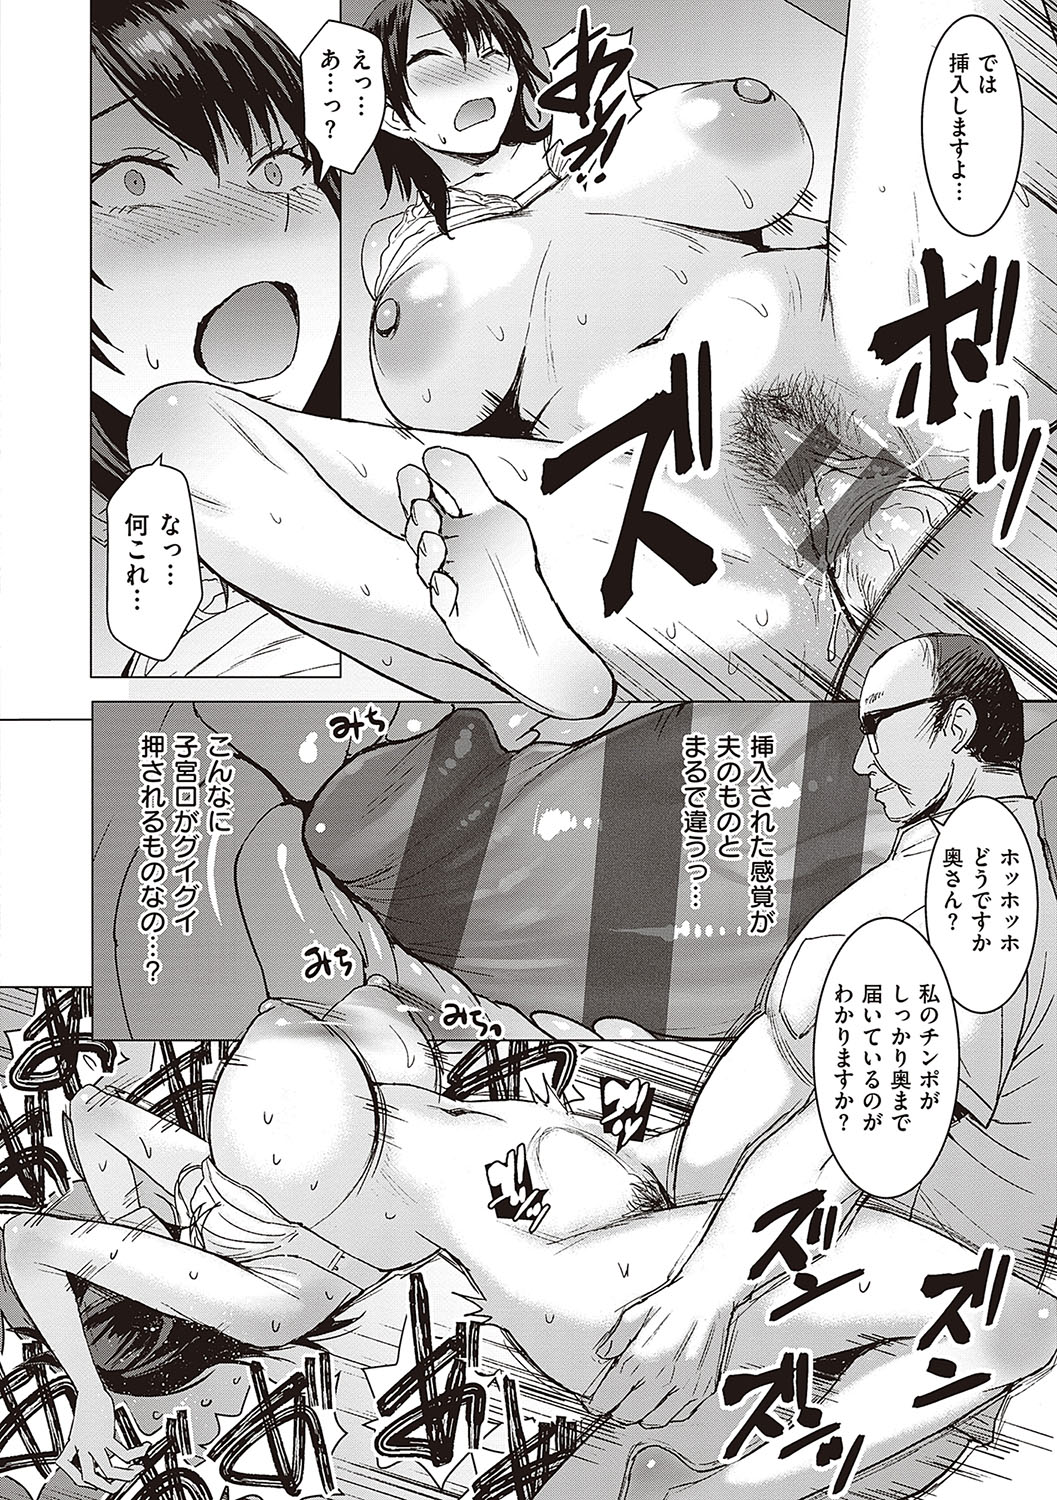 では
挿入しますよ…
ボッ
ズ
えっ…
あ…っ?
なっ…
何これ…
挿入された感覚が
夫のものと
まるで違うっ…
こんなに
子宮口がグイグイ
押されるものなの…?
みち
みち
みちっ
ホッホッホ
どうですか
奥さん?
私のチンポが
しっかり奥まで
届いているのが
わかりますか?
ズン
ズン
ズンッ